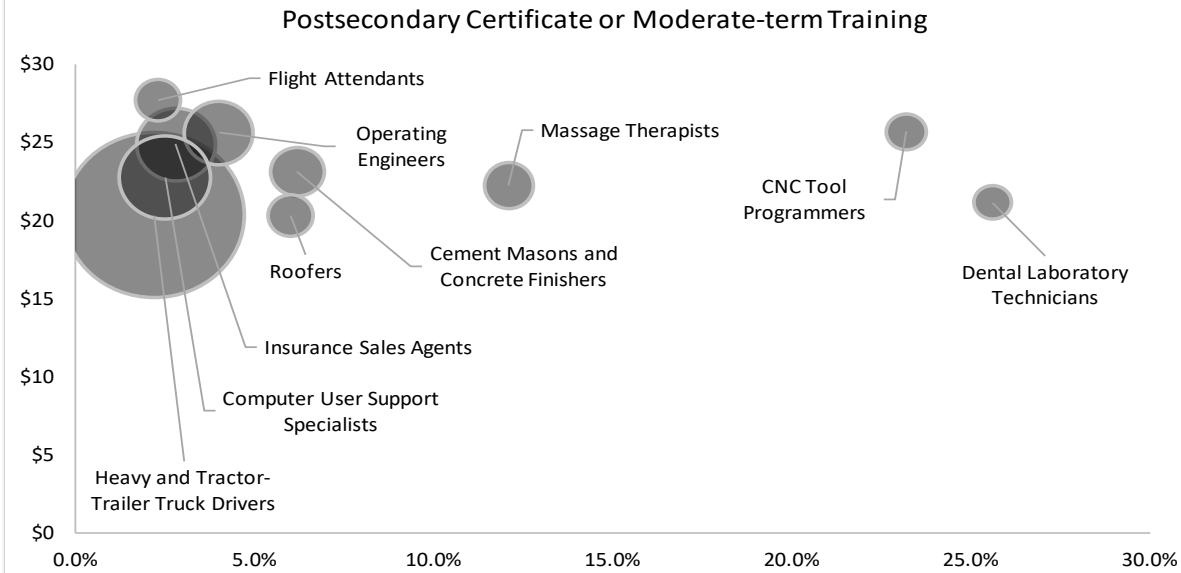 Postsecondary Certificate or Moderate-term Training
$30
$25
$20
$15
$10
$5
$0
Flight Attendants
Operating
Engineers
Massage Therapists
CNC Tool
Programmers
Roofers
Cement Masons and
Concrete Finishers
Dental Laboratory
Technicians
Insurance Sales Agents
Computer User Support
Specialists
Heavy and Tractor-
Trailer Truck Drivers
0.0%
5.0%
10.0%
15.0%
20.0%
25.0%
30.0%